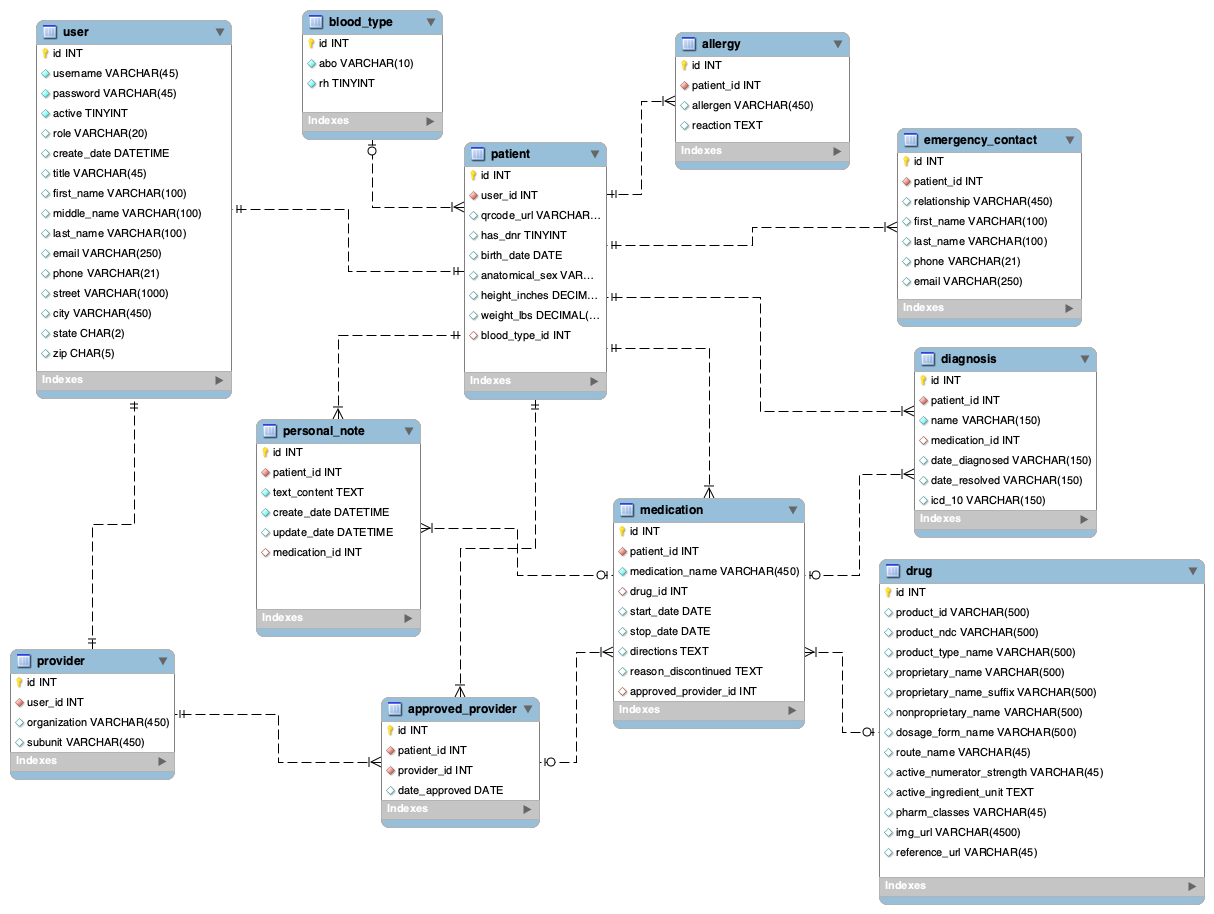 user
id INT
username VARCHAR(45)
password VARCHAR(45)
active TINYINT
role VARCHAR(20)
create_date DATETIME
title VARCHAR(45)
first_name VARCHAR(100)
middle_name VARCHAR(100)
last_name VARCHAR(100)
email VARCHAR(250)
phone VARCHAR(21)
street VARCHAR(1000)
city VARCHAR(450)
state CHAR(2)
zip CHAR(5)
Indexes
blood_type
id INT
abo VARCHAR(10)
rh TINYINT
Indexes
allergy
id INT
patient_id INT
allergen VARCHAR(450)
reaction TEXT
Indexes
patient
id INT
user_id INT
qrcode_url VARCHAR...
has_dnr TINYINT
birth_date DATE
anatomical_sex VAR...
height_inches DECIM...
weight_lbs DECIMAL(...
blood_type_id INT
Indexes
emergency_contact
id INT
patient_id INT
relationship VARCHAR(450)
first_name VARCHAR(100)
last_name VARCHAR(100)
phone VARCHAR(21)
email VARCHAR(250)
Indexes
diagnosis
id INT
patient_id INT
name VARCHAR(150)
medication_id INT
date_diagnosed VARCHAR(150)
date_resolved VARCHAR(150)
icd_10 VARCHAR(150)
Indexes
personal_note
id INT
patient_id INT
text_content TEXT
create_date DATETIME
update_date DATETIME
medication_id INT
Indexes
medication
id INT
patient_id INT
medication_name VARCHAR(450)
drug_id INT
start_date DATE
stop_date DATE
directions TEXT
reason_discontinued TEXT
approved_provider_id INT
Indexes
drug
id INT
product_id VARCHAR(500)
product_ndc VARCHAR(500)
product_type_name VARCHAR(500)
proprietary_name VARCHAR(500)
proprietary_name_suffix VARCHAR(500)
nonproprietary_name VARCHAR(500)
dosage_form_name VARCHAR(500)
route_name VARCHAR(45)
active_numerator_strength VARCHAR(45)
active_ingredient_unit TEXT
pharm_classes VARCHAR(45)
img_url VARCHAR(4500)
reference_url VARCHAR(45)
Indexes
provider
id INT
user_id INT
organization VARCHAR(450)
subunit VARCHAR(450)
Indexes
approved_provider
id INT
patient_id INT
provider_id INT
date_approved DATE
Indexes